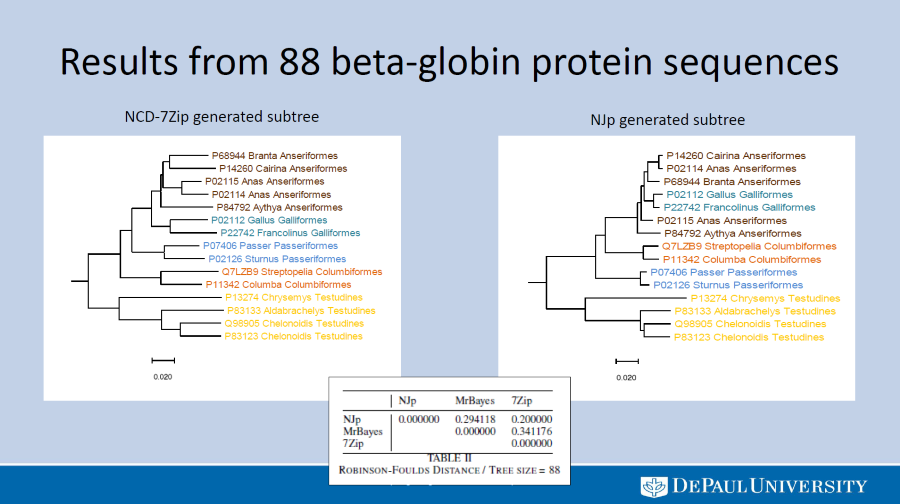 Results from 88 beta-globin protein sequences
NCD-7Zip generated subtree
P68944 Branta Anseriformes
P14260 Cairina Anseriformes
P02115 Anas Anseriformes
P02114 Anas Anseriformes
P84792 Aythya Anseriformes
P02112 Gallus Galliformes
P22742 Francolinus Galliformes
P07406 Passer Passeriformes
P02126 Sturnus Passeriformes
Q7LZB9 Streptopelia Columbiformes
P11342 Columba Columbiformes
P13274 Chrysemys Testudines
P83133 Aldabrachelys Testudines
Q98905 Chelonoidis Testudines
P83123 Chelonoidis Testudines
0.020
NJp generated subtree
P14260 Cairina Anseriformes
P02114 Anas Anseriformes
P68944 Branta Anseriformes
P02112 Gallus Galliformes
P22742 Francolinus Galliformes
P02115 Anas Anseriformes
P84792 Aythya Anseriformes
Q7LZB9 Streptopelia Columbiformes
P11342 Columba Columbiformes
P07406 Passer Passeriformes
P02126 Sturnus Passeriformes
P13274 Chrysemys Testudines
P83133 Aldabrachelys Testudines
Q98905 Chelonoidis Testudines
P83123 Chelonoidis Testudines
0.020
NJp MrBayes 7Zip
NJp 0.000000 0.294118 0.200000
MrBayes 0.000000 0.341176
7Zip 0.000000
TABLE II
ROBINSON-FOULDS DISTANCE / TREE SIZE = 88
DEPAUL UNIVERSITY